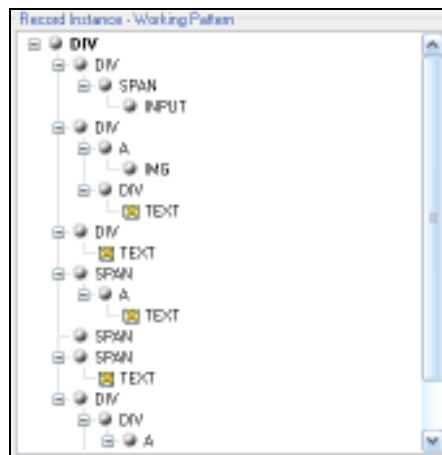 Record Instance - Working Pattern
DIV
DIV
SPAN
INPUT
DIV
A
IMG
DIV
TEXT
DIV
TEXT
SPAN
A
TEXT
SPAN
SPAN
TEXT
DIV
DIV
A